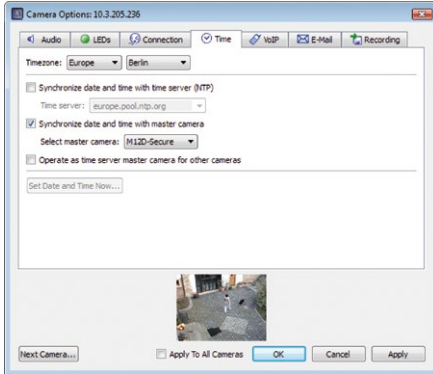 Camera Options: 10.3.205.236
Audio LEDs Connection Time VoIP E-Mail Recording
Timezone: Europe Berlin
Synchronize date and time with time server (NTP)
Time server: europe.pool.ntp.org
Synchronize date and time with master camera
Select master camera: M12D-Secure
Operate as time server master camera for other cameras
Set Date and Time Now...
Next Camera... Apply To All Cameras OK Cancel Apply